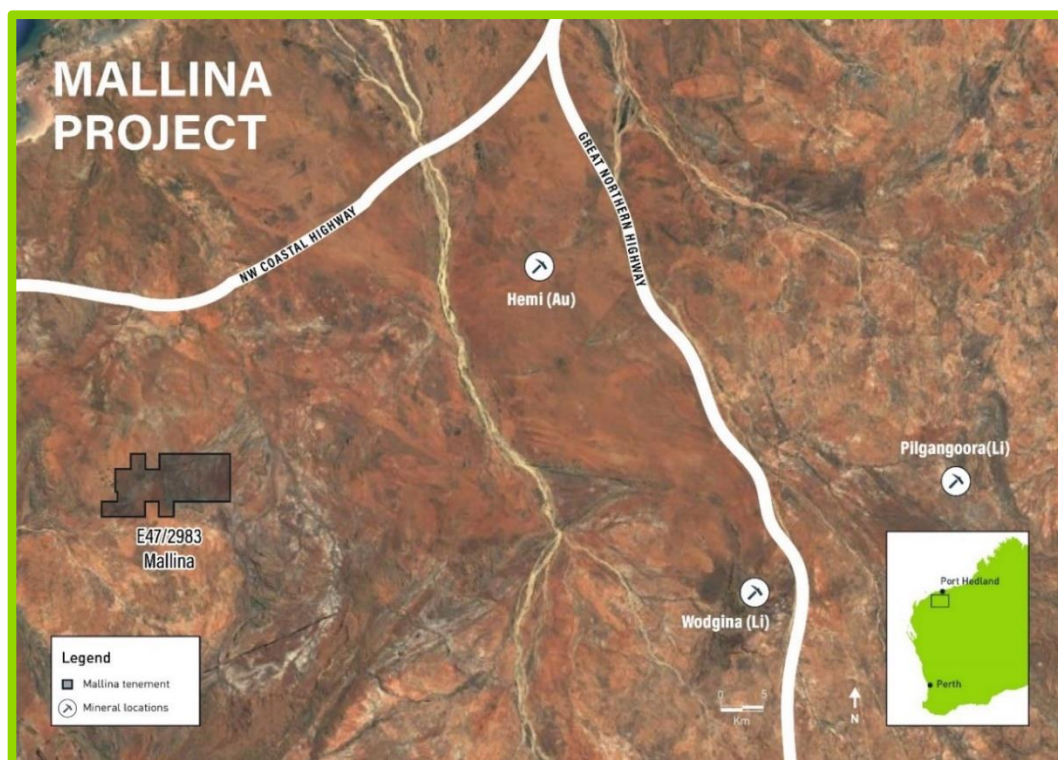 MALLINA
PROJECT
NW COASTAL HIGHWAY
GREAT NORTHERN HIGHWAY
Hemi (Au)
Pilgangoora(Li)
E47/2983
Mallina
Wodgina (Li)
Port Hedland
Perth
Legend
Mallina tenement
Mineral locations
0 5
Km
N